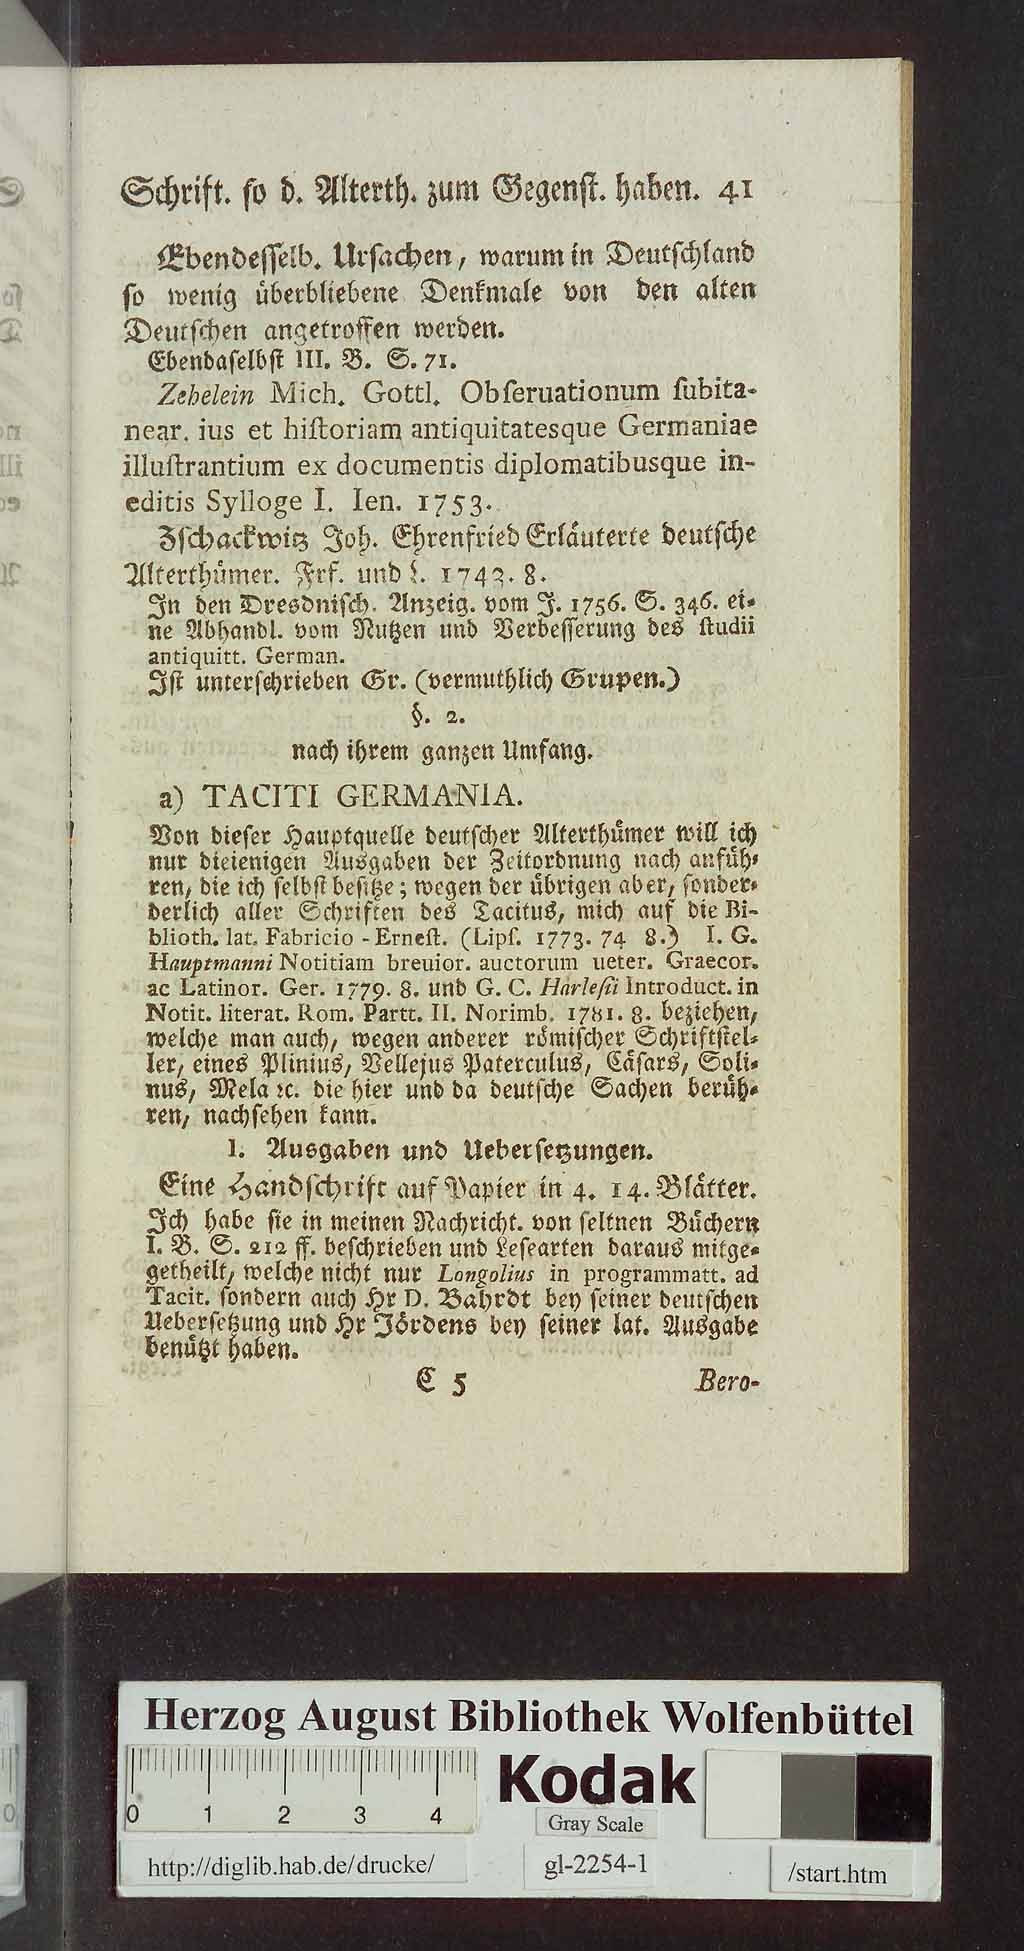 Schrift. so d. Alterth. zum Gegenst. haben. 41
Ebendesselb. Ursachen, warum in Deutschland
so wenig überbliebene Denkmale von den alten
Deutschen angetroffen werden.
Ebendaselbst III. B. S. 71.
Zehelein Mich. Gottl. Obseruationum subita-
near. ius et historiam antiquitatesque Germaniae
illustrantium ex documentis diplomatibusque in-
editis Sylloge I. Ien. 1753.
Zschackwitz Joh. Ehrenfried Erläuterte deutsche
Alterthümer. Frf. und L. 1743. 8.
In den Dresdnisch. Anzeig. vom J. 1756. S. 346. ei-
ne Abhandl. vom Nutzen und Verbesserung des studii
antiquitt. German.
Ist unterschrieben Gr. (vermuthlich Grupen.)
§. 2.
nach ihrem ganzen Umfang.
a) TACITI GERMANIA.
Von dieser Hauptquelle deutscher Alterthümer will ich
nur dieienigen Ausgaben der Zeitordnung nach anfüh-
ren, die ich selbst besitze; wegen der übrigen aber, sonder-
derlich aller Schriften des Tacitus, mich auf die Bi-
blioth. lat. Fabricio - Ernest. (Lips. 1773. 74 8.) I. G.
Hauptmanni Notitiam breuior. auctorum ueter. Graecor.
ac Latinor. Ger. 1779. 8. und G. C. Harlesii Introduct. in
Notit. literat. Rom. Partt. II. Norimb. 1781. 8. beziehen,
welche man auch, wegen anderer römischer Schriftstel-
ler, eines Plinius, Vellejus Paterculus, Cäsars, Soli-
nus, Mela ꝛc. die hier und da deutsche Sachen berüh-
ren, nachsehen kann.
1. Ausgaben und Uebersetzungen.
Eine Handschrift auf Papier in 4. 14. Blätter.
Ich habe sie in meinen Nachricht. von seltnen Büchern
I. B. S. 212 ff. beschrieben und Lesearten daraus mitge-
getheilt, welche nicht nur Longolius in programmatt. ad
Tacit. sondern auch Hr D. Bahrdt bey seiner deutschen
Uebersetzung und Hr Jördens bey seiner lat. Ausgabe
benützt haben.
C 5 Bero-
Herzog August Bibliothek Wolfenbüttel
0 1 2 3 4
Kodak
Gray Scale
http://diglib.hab.de/drucke/
gl-2254-1
/start.htm